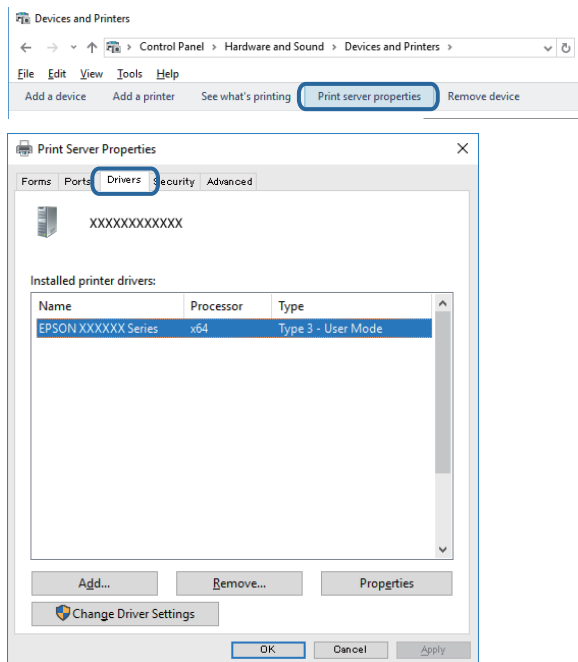 Devices and Printers
Control Panel > Hardware and Sound > Devices and Printers >
File Edit View Tools Help
Add a device Add a printer See what's printing Print server properties Remove device
Print Server Properties
Forms Ports Drivers Security Advanced
XXXXXXXXXXXX
Installed printer drivers:
Name Processor Type
EPSON XXXXXX Series x64 Type 3 - User Mode
Add... Remove... Properties
Change Driver Settings
OK Cancel Apply